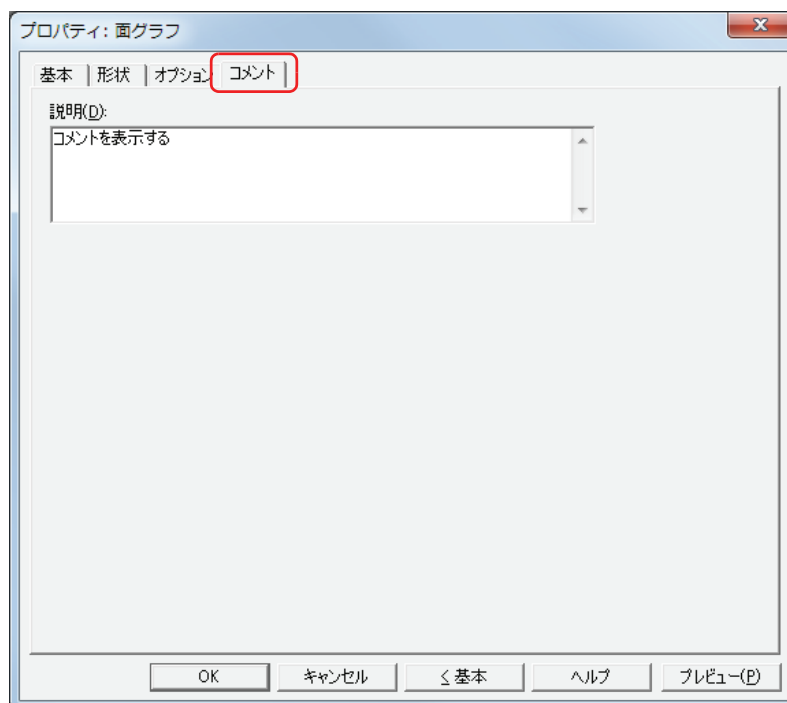 プロパティ: 面グラフ
基本 形状 オプション コメント
説明(D):
コメントを表示する
OK キャンセル < 基本 ヘルプ プレビュー(P)